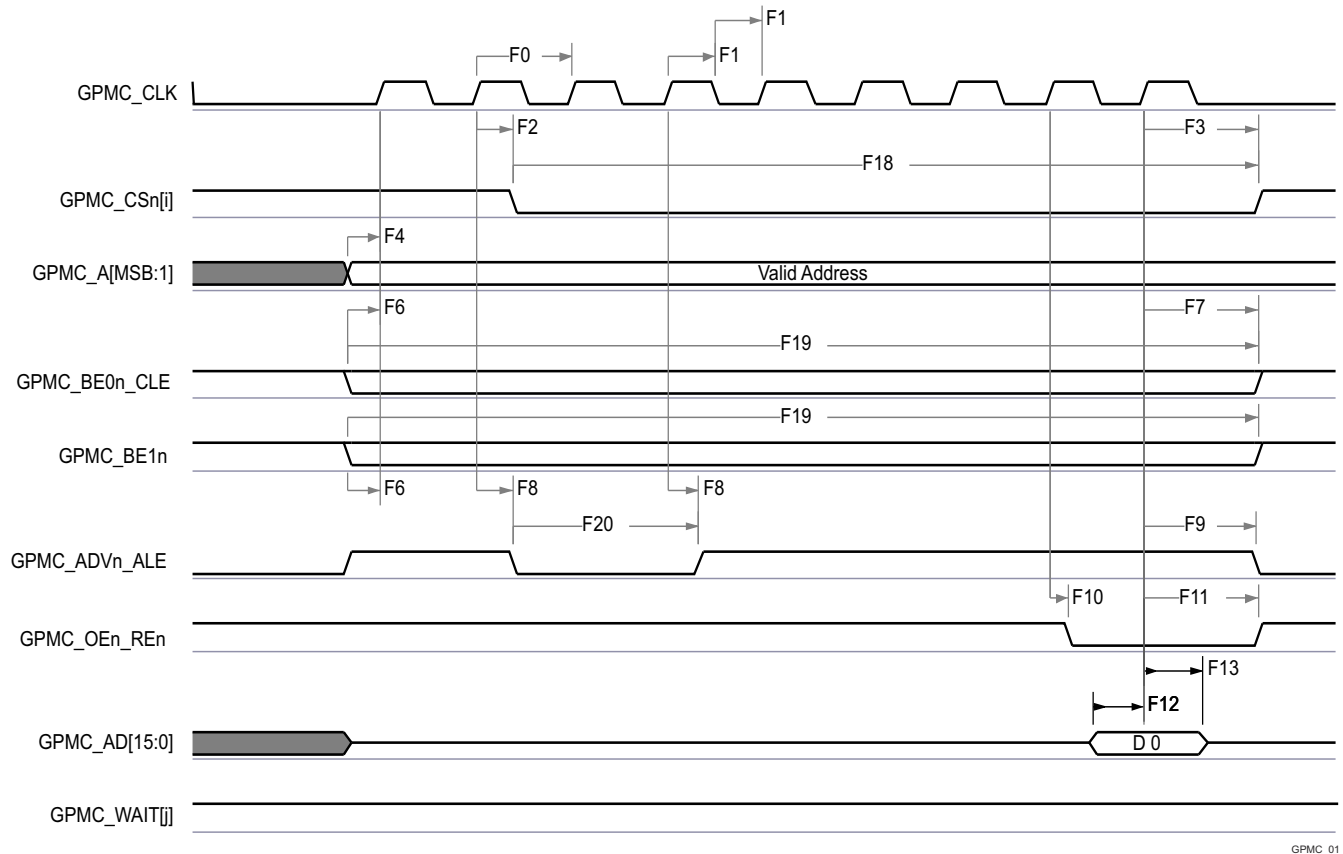 F1
F0 F1
GPMC_CLK
F2 F3
F18
GPMC_CSn[i]
F4
GPMC_A[MSB:1] Valid Address
F6 F7
F19
GPMC_BE0n_CLE
F19
GPMC_BE1n
F6 F8 F8
F20 F9
GPMC_ADVn_ALE
F10 F11
GPMC_OEn_REn
F13
F12
GPMC_AD[15:0] D 0
GPMC_WAIT[j]
GPMC_01